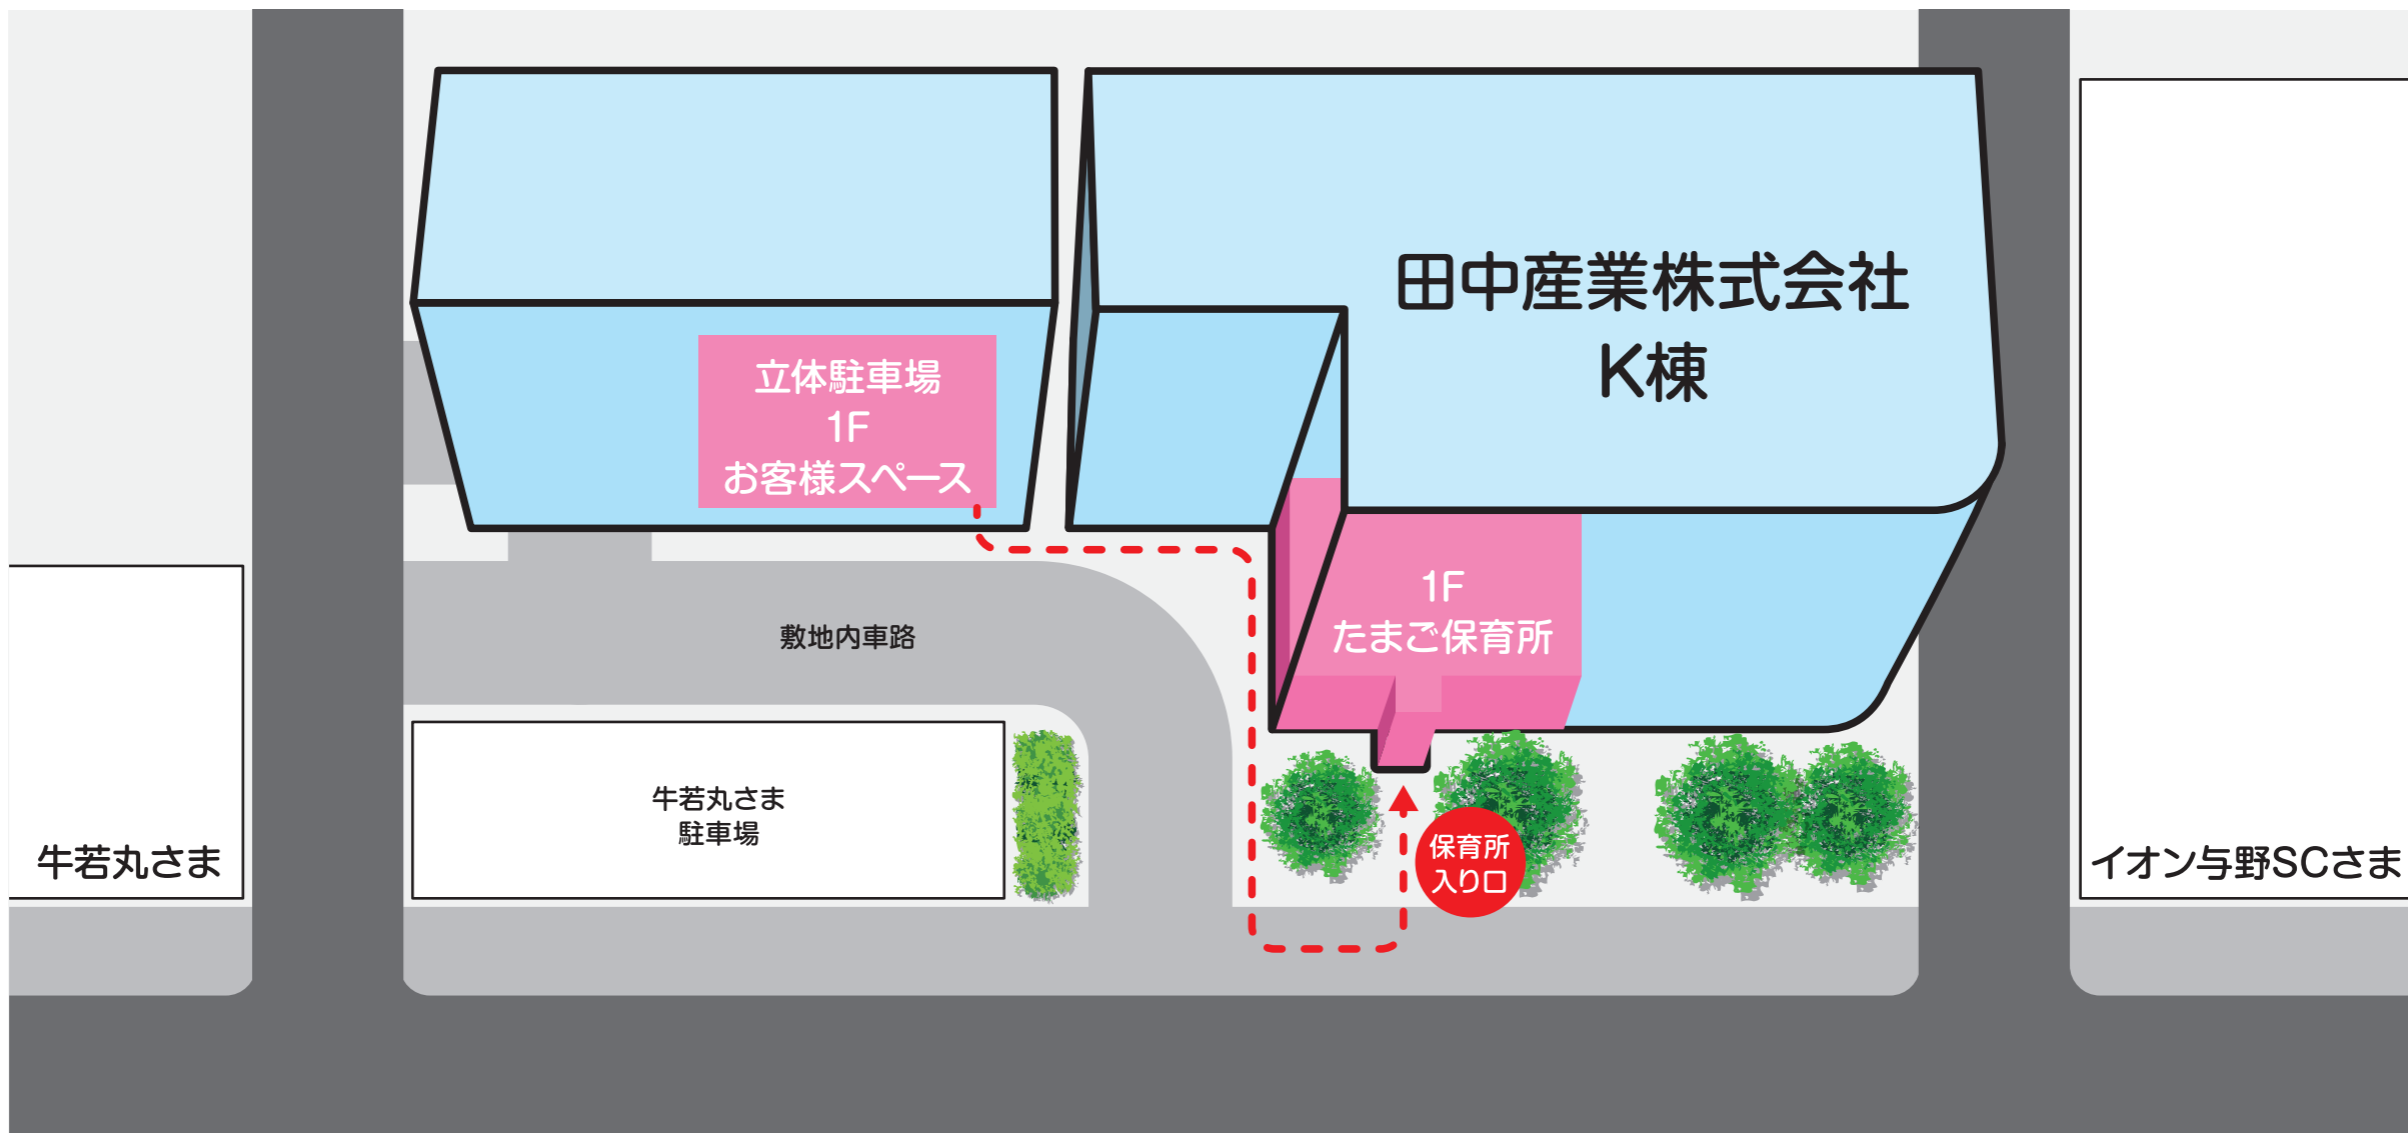 田中産業株式会社
K棟
立体駐車場
1F
お客様スペース
1F
たまご保育所
敷地内車路
牛若丸さま
駐車場
牛若丸さま
保育所
入り口
イオン与野SCさま